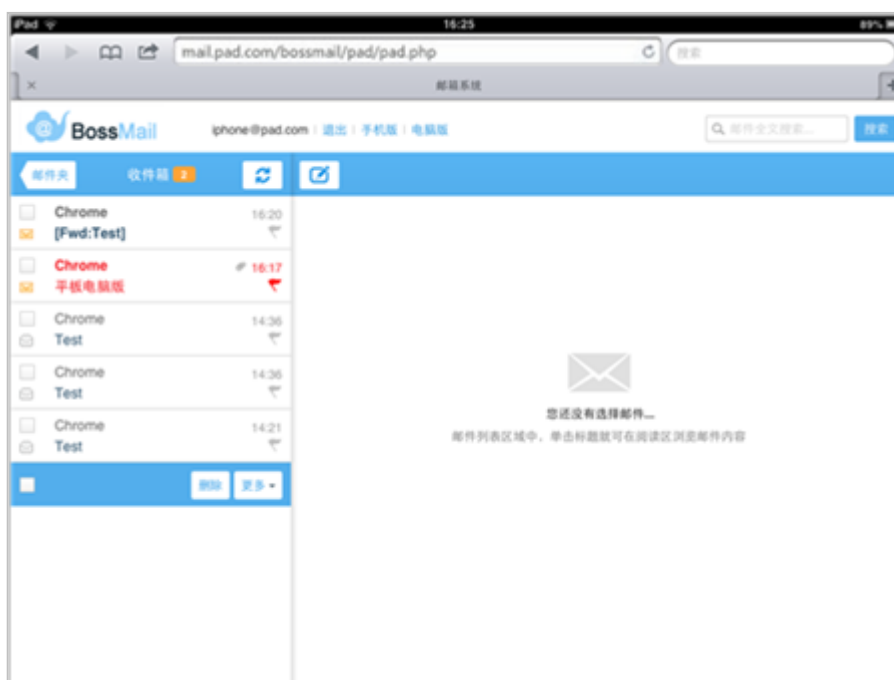 iPad 16:25 89%
mail.pad.com/bossmail/pad/pad.php 搜索
邮箱系统
BossMail iphone@pad.com 退出 手机版 电脑版 邮件全文搜索... 搜索
邮件夹 收件箱 2
Chrome 16:20
[Fwd:Test]
Chrome 16:17
平板电脑版
Chrome 14:36
Test
Chrome 14:36
Test
Chrome 14:21
Test
您还没有选择邮件...
邮件列表区域中，单击标题就可在阅读区浏览邮件内容
删除 更多